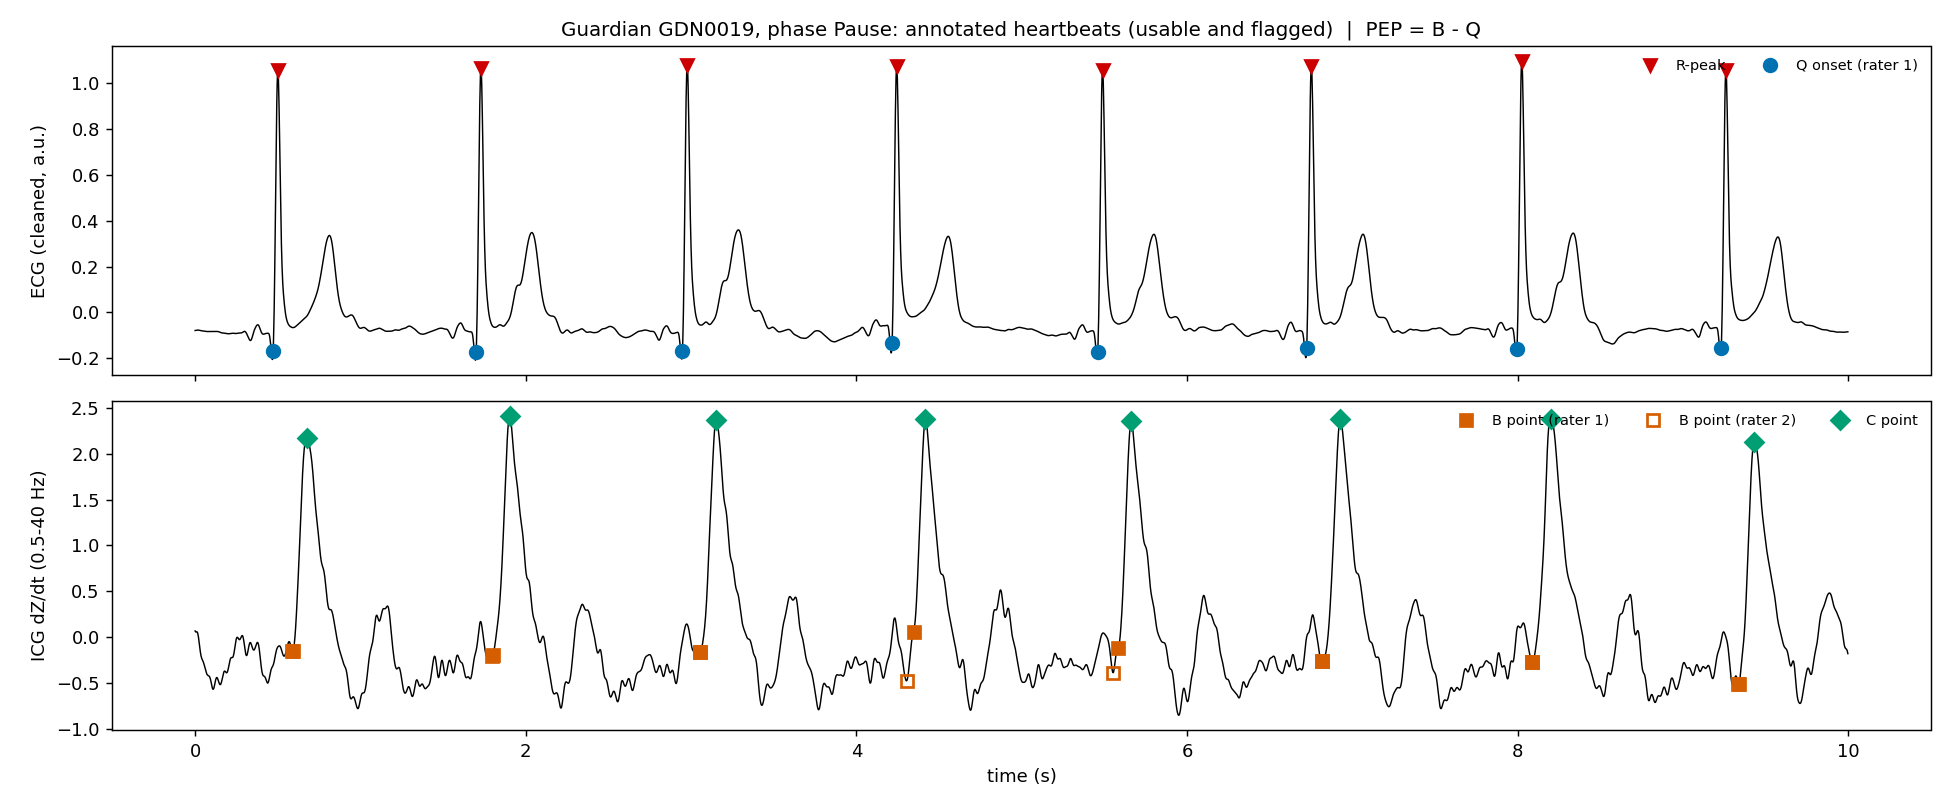 Guardian GDN0019, phase Pause: annotated heartbeats (usable and flagged) | PEP = B - Q
ECG (cleaned, a.u.)
1.0
0.8
0.6
0.4
0.2
0.0
−0.2
R-peak
Q onset (rater 1)
ICG dZ/dt (0.5-40 Hz)
2.5
2.0
1.5
1.0
0.5
0.0
−0.5
−1.0
B point (rater 1)
B point (rater 2)
C point
0 2 4 6 8 10
time (s)